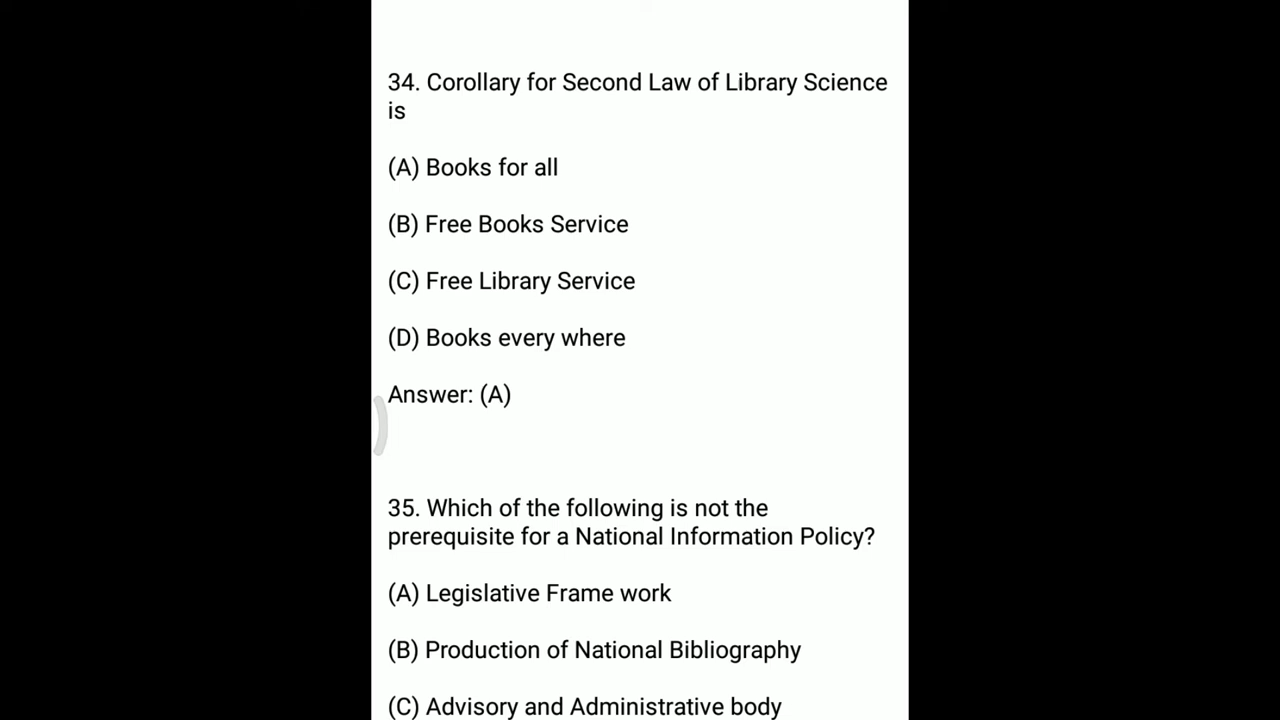 34. Corollary for Second Law of Library Science
is
(A) Books for all
(B) Free Books Service
(C) Free Library Service
(D) Books every where
Answer: (A)
35. Which of the following is not the
prerequisite for a National Information Policy?
(A) Legislative Frame work
(B) Production of National Bibliography
(C) Advisory and Administrative body